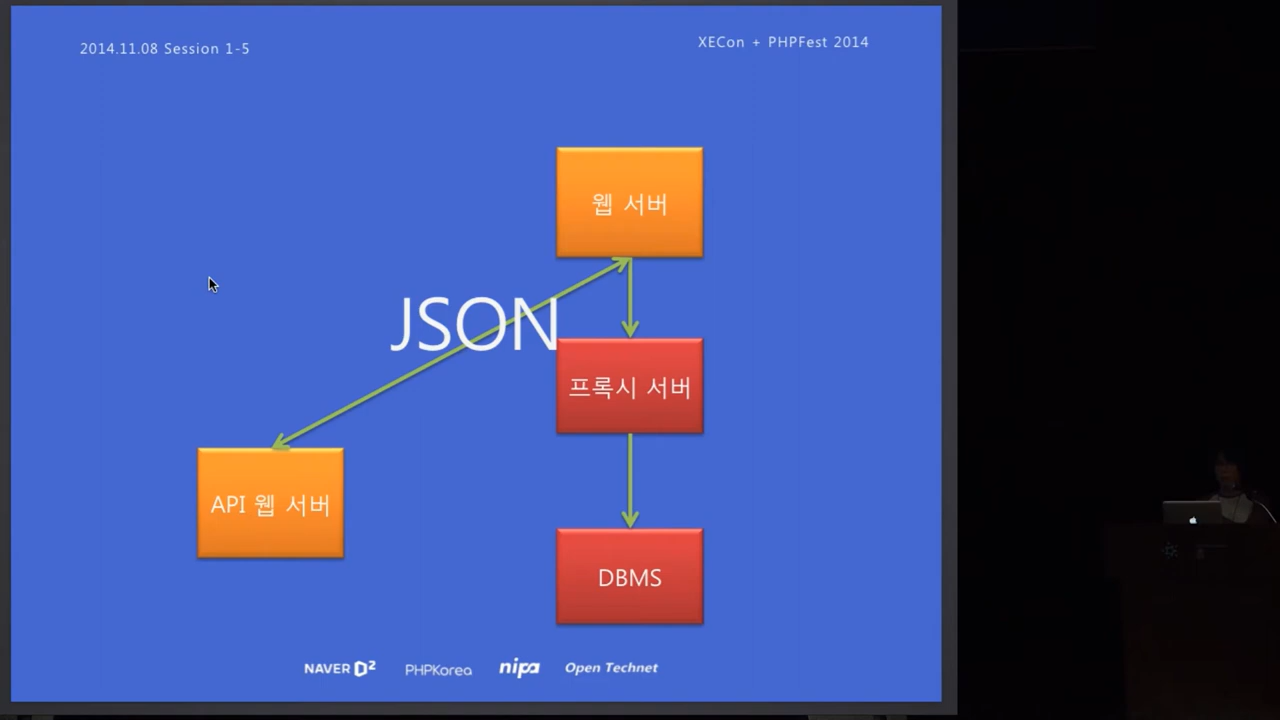 2014.11.08 Session 1-5
XECon + PHPFest 2014
웹 서버
JSON
프록시 서버
API 웹 서버
DBMS
NAVER D2
PHPKorea
nipa
Open Technet